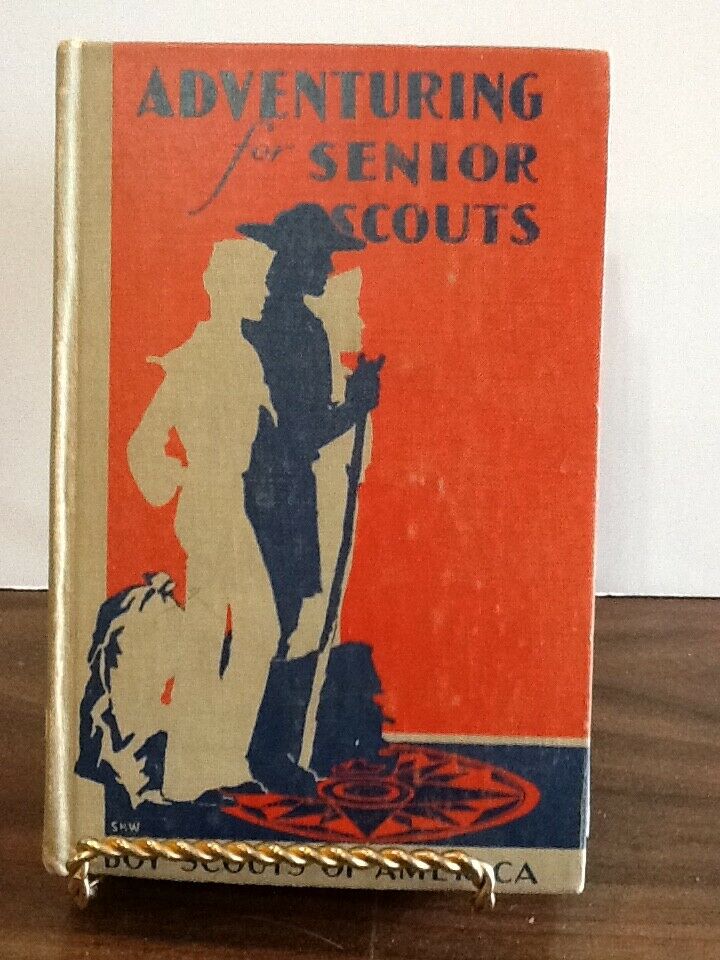 ADVENTURING
for SENIOR
SCOUTS
SHW
BOY SCOUTS OF AMERICA